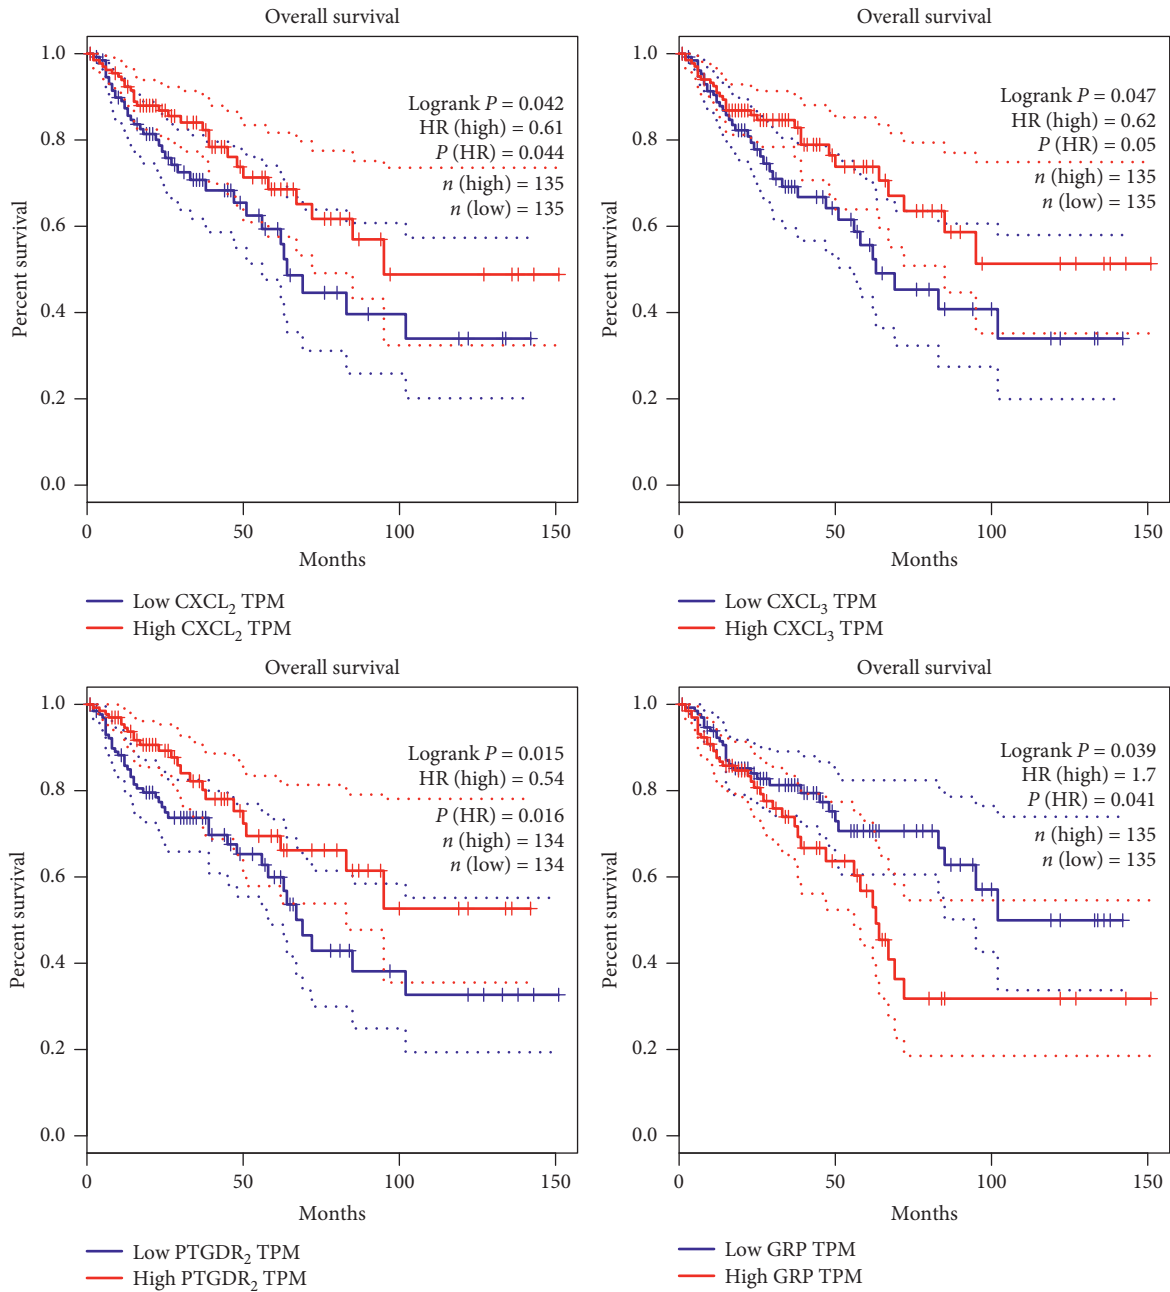 Overall survival
1.0
0.8
0.6
0.4
0.2
0.0
Percent survival
Logrank P = 0.042
HR (high) = 0.61
P (HR) = 0.044
n (high) = 135
n (low) = 135
0 50 100 150
Months
Low CXCL₂ TPM
High CXCL₂ TPM
Overall survival
1.0
0.8
0.6
0.4
0.2
0.0
Percent survival
Logrank P = 0.047
HR (high) = 0.62
P (HR) = 0.05
n (high) = 135
n (low) = 135
0 50 100 150
Months
Low CXCL₃ TPM
High CXCL₃ TPM
Overall survival
1.0
0.8
0.6
0.4
0.2
0.0
Percent survival
Logrank P = 0.015
HR (high) = 0.54
P (HR) = 0.016
n (high) = 134
n (low) = 134
0 50 100 150
Months
Low PTGDR₂ TPM
High PTGDR₂ TPM
Overall survival
1.0
0.8
0.6
0.4
0.2
0.0
Percent survival
Logrank P = 0.039
HR (high) = 1.7
P (HR) = 0.041
n (high) = 135
n (low) = 135
0 50 100 150
Months
Low GRP TPM
High GRP TPM